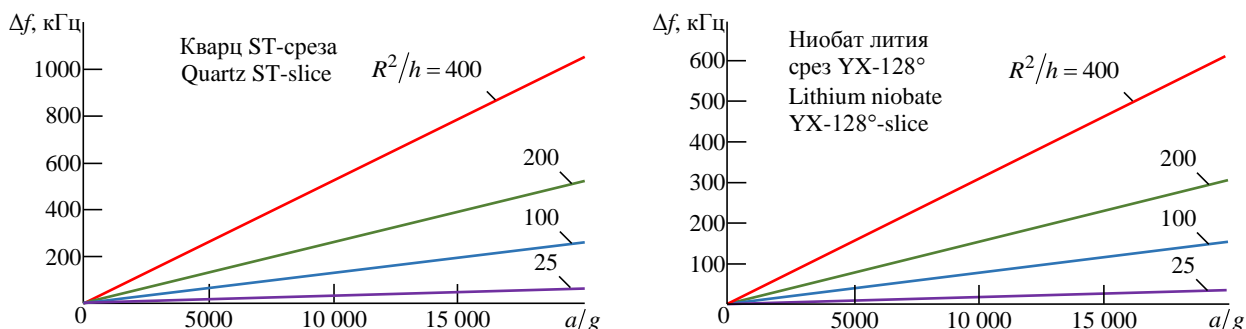 Δf, кГц
Кварц ST-среза
Quartz ST-slice
R²/h = 400
1000
800
600
400
200
200
100
25
0
5000
10 000
15 000
a/g
Δf, кГц
Ниобат лития
срез YX-128°
Lithium niobate
YX-128°-slice
R²/h = 400
600
500
400
300
200
100
200
100
25
0
5000
10 000
15 000
a/g